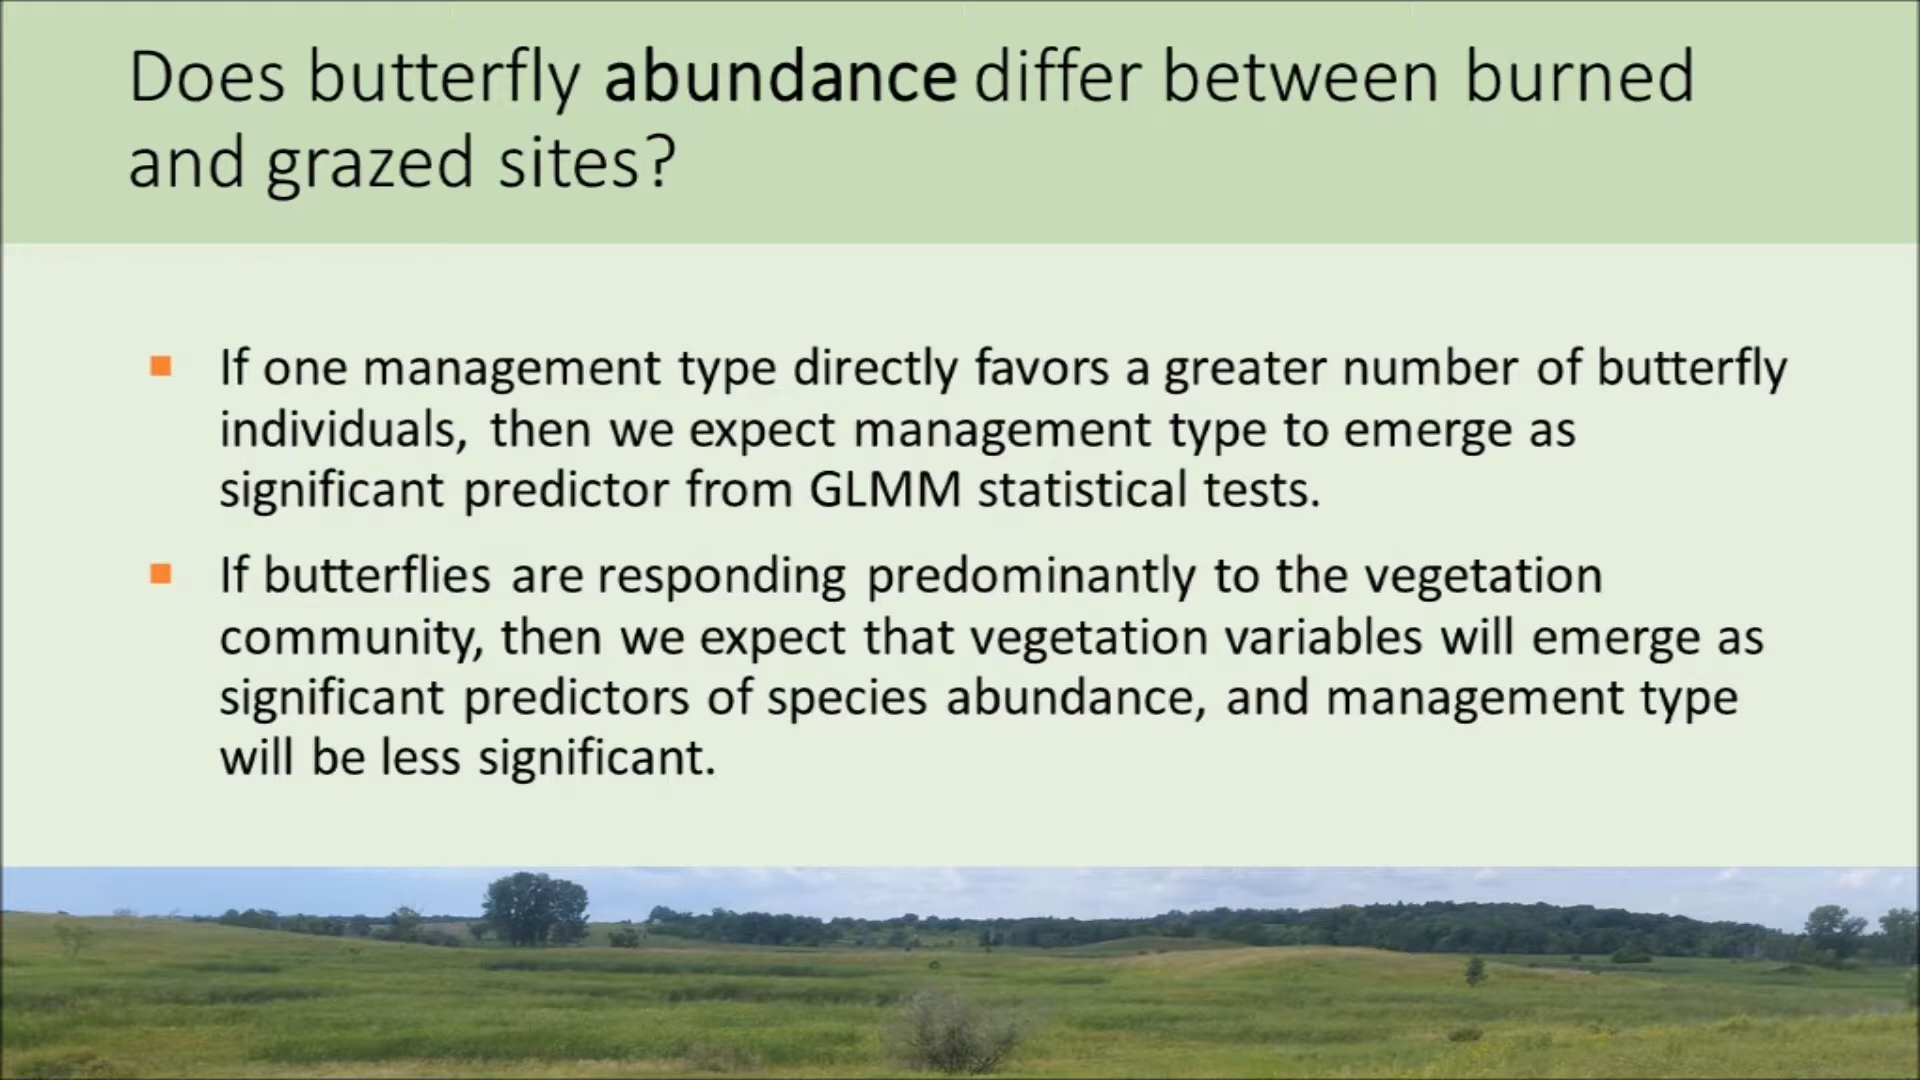 Does butterfly abundance differ between burned
and grazed sites?
If one management type directly favors a greater number of butterfly
individuals, then we expect management type to emerge as
significant predictor from GLMM statistical tests.
If butterflies are responding predominantly to the vegetation
community, then we expect that vegetation variables will emerge as
significant predictors of species abundance, and management type
will be less significant.